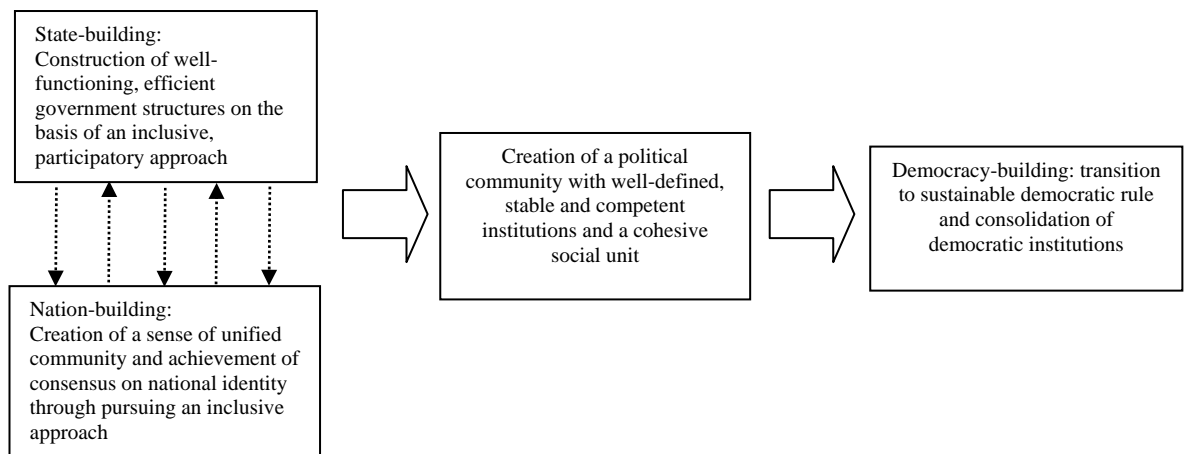 State-building:
Construction of well-
functioning, efficient
government structures on the
basis of an inclusive,
participatory approach
Nation-building:
Creation of a sense of unified
community and achievement of
consensus on national identity
through pursuing an inclusive
approach
Creation of a political
community with well-defined,
stable and competent
institutions and a cohesive
social unit
Democracy-building: transition
to sustainable democratic rule
and consolidation of
democratic institutions